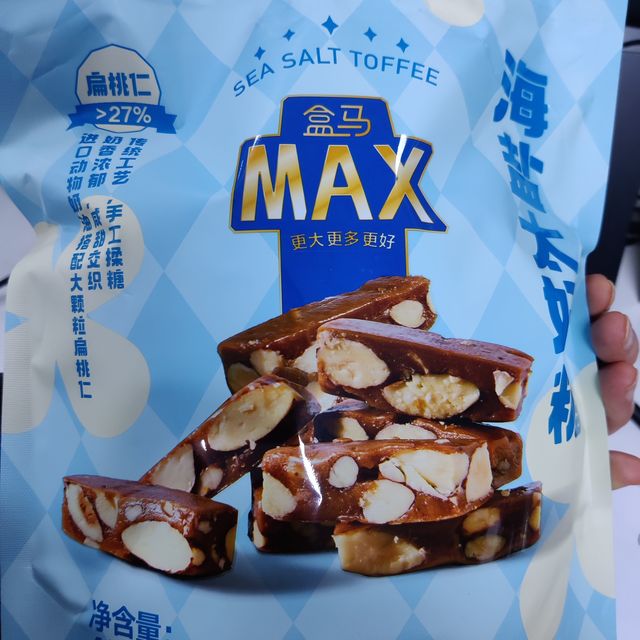 SEA SALT TOFFEE
盒马
MAX
更大更多更好
海盐太妃糖
扁桃仁
>27%
传统工艺 手工揉糖
奶香浓郁 咸甜交织
进口动物奶油搭配大颗粒扁桃仁
净含量: